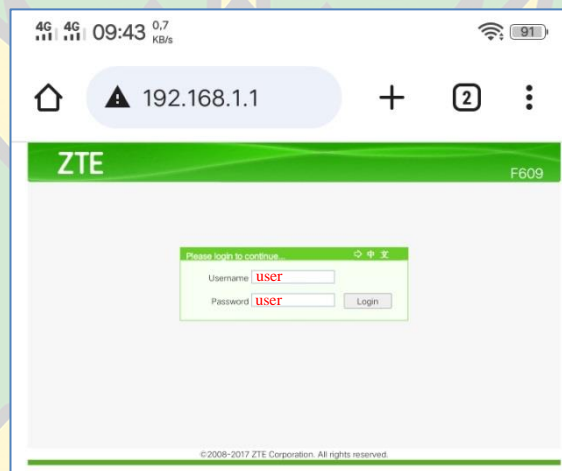 4G 4G 09:43 0,7 KB/s 91
192.168.1.1 2
ZTE
F609
Please login to continue... 中文
Username user
Password user Login
©2008-2017 ZTE Corporation. All rights reserved.